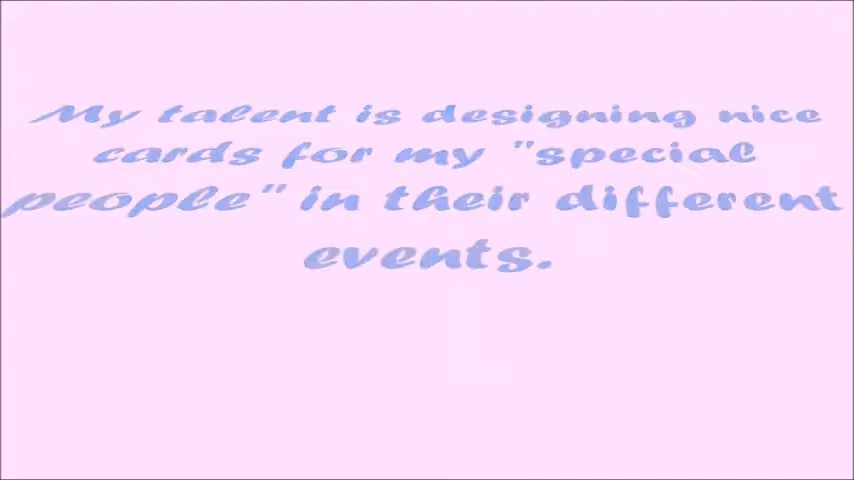 My talent is designing nice
cards for my "special
people" in their different
events.